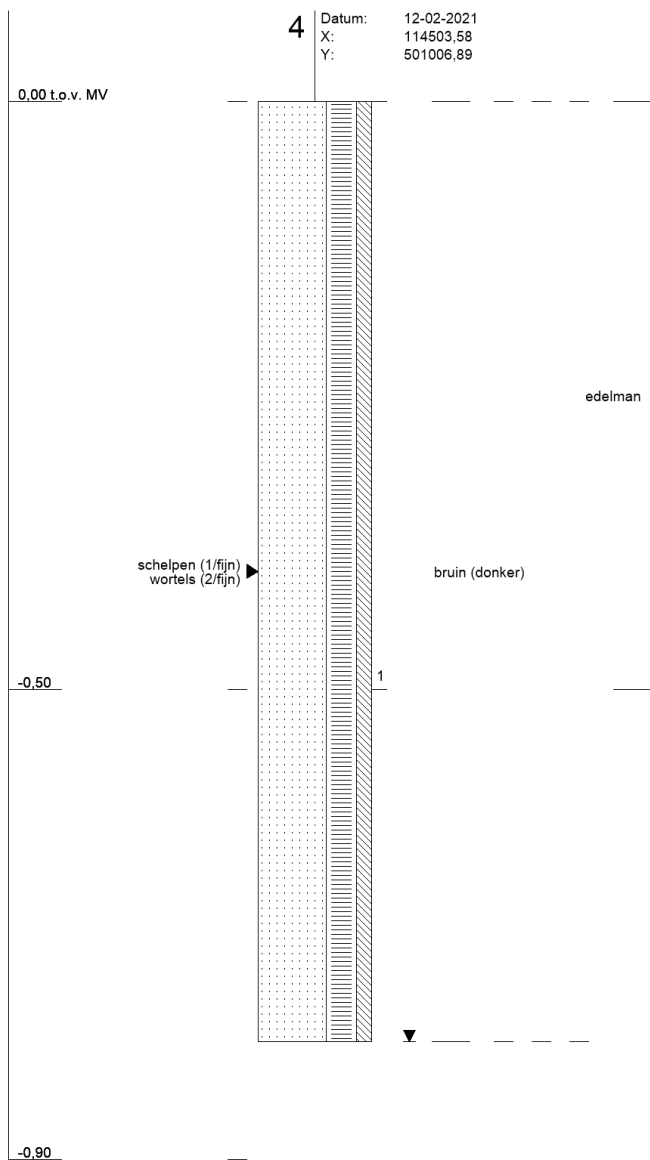 4
Datum: 12-02-2021
X: 114503,58
Y: 501006,89
0,00 t.o.v. MV
edelman
schelpen (1/fijn)
wortels (2/fijn)
bruin (donker)
1
-0,50
-0,90